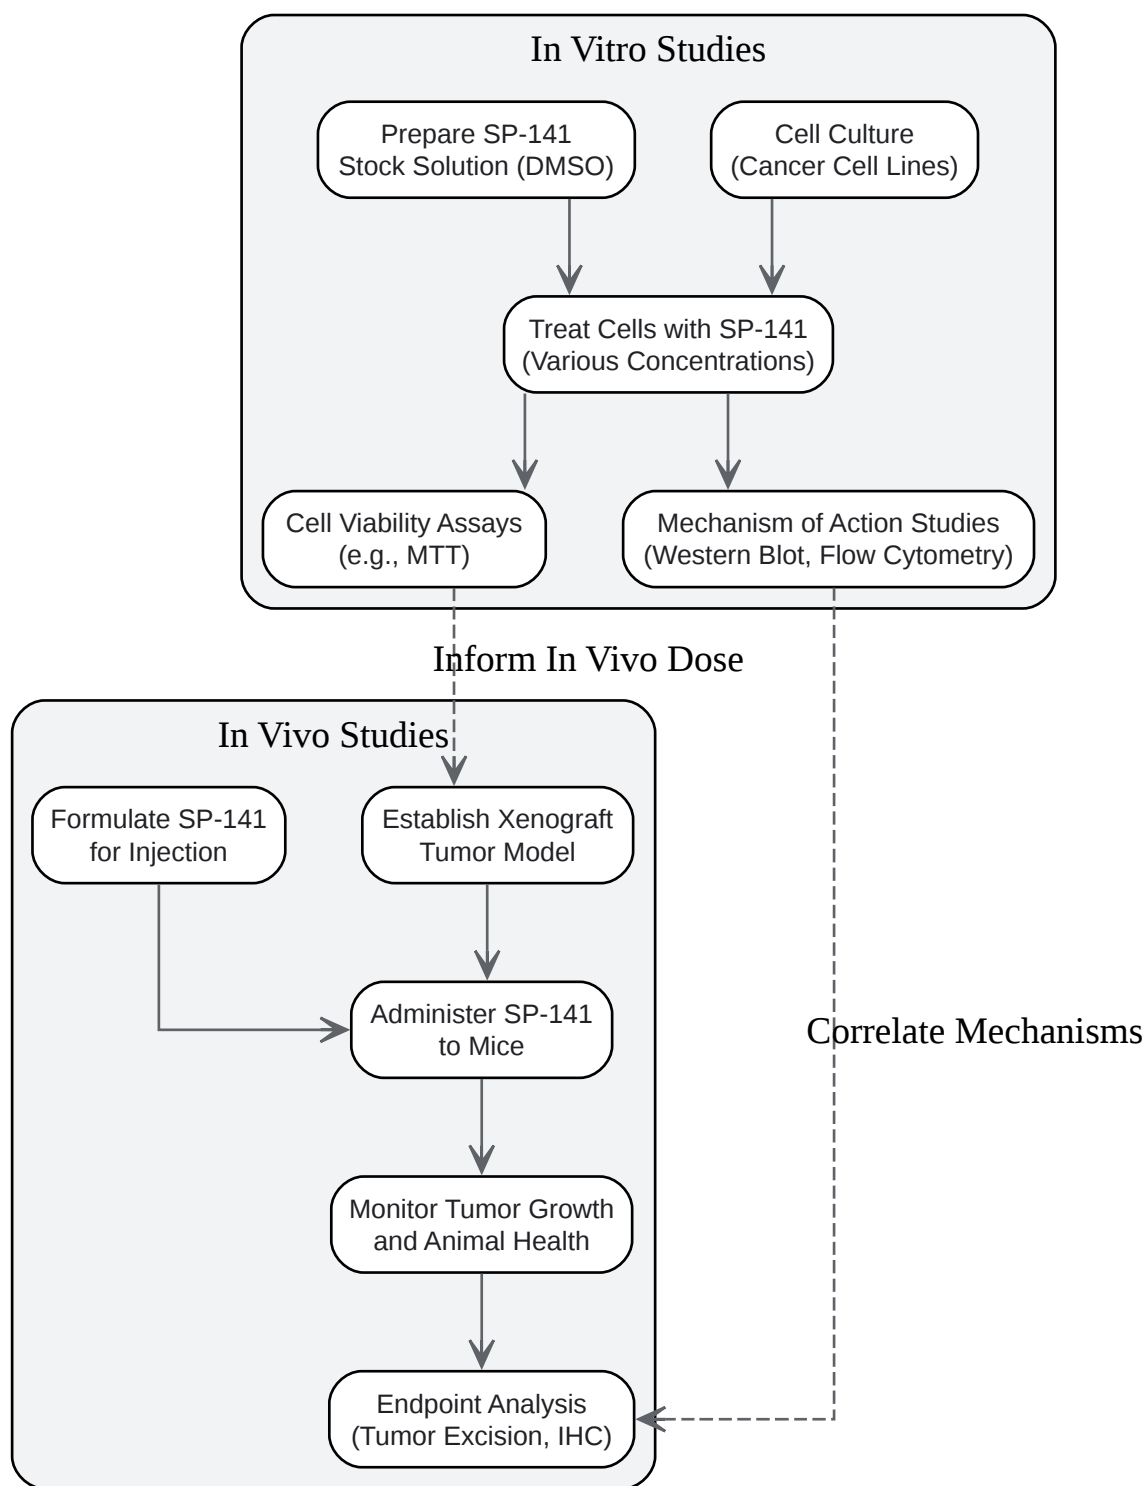 In Vitro Studies
Prepare SP-141
Stock Solution (DMSO)
Cell Culture
(Cancer Cell Lines)
Treat Cells with SP-141
(Various Concentrations)
Cell Viability Assays
(e.g., MTT)
Mechanism of Action Studies
(Western Blot, Flow Cytometry)
Inform In Vivo Dose
In Vivo Studies
Formulate SP-141
for Injection
Establish Xenograft
Tumor Model
Administer SP-141
to Mice
Correlate Mechanisms
Monitor Tumor Growth
and Animal Health
Endpoint Analysis
(Tumor Excision, IHC)